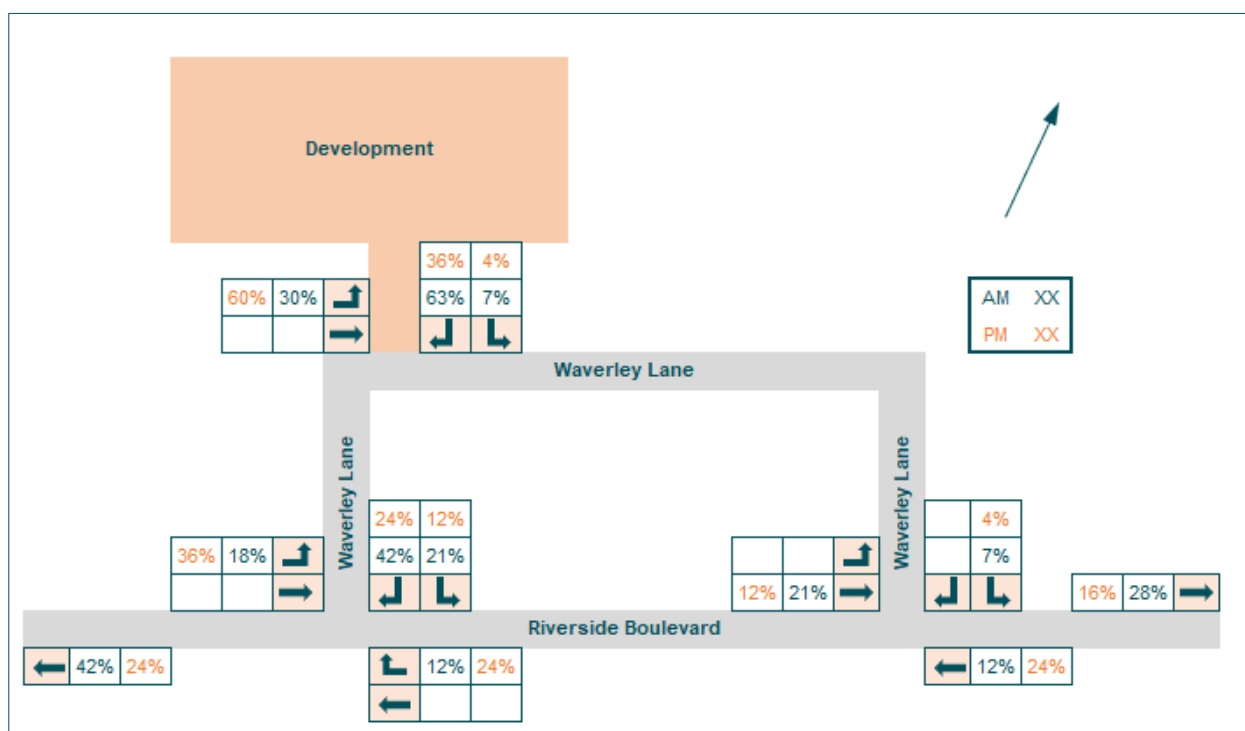 Development
36% 4%
60% 30%
63% 7%
AM XX
PM XX
Waverley Lane
Waverley Lane
Waverley Lane
24% 12%
4%
36% 18%
42% 21%
7%
12% 21%
16% 28%
Riverside Boulevard
42% 24%
12% 24%
12% 24%